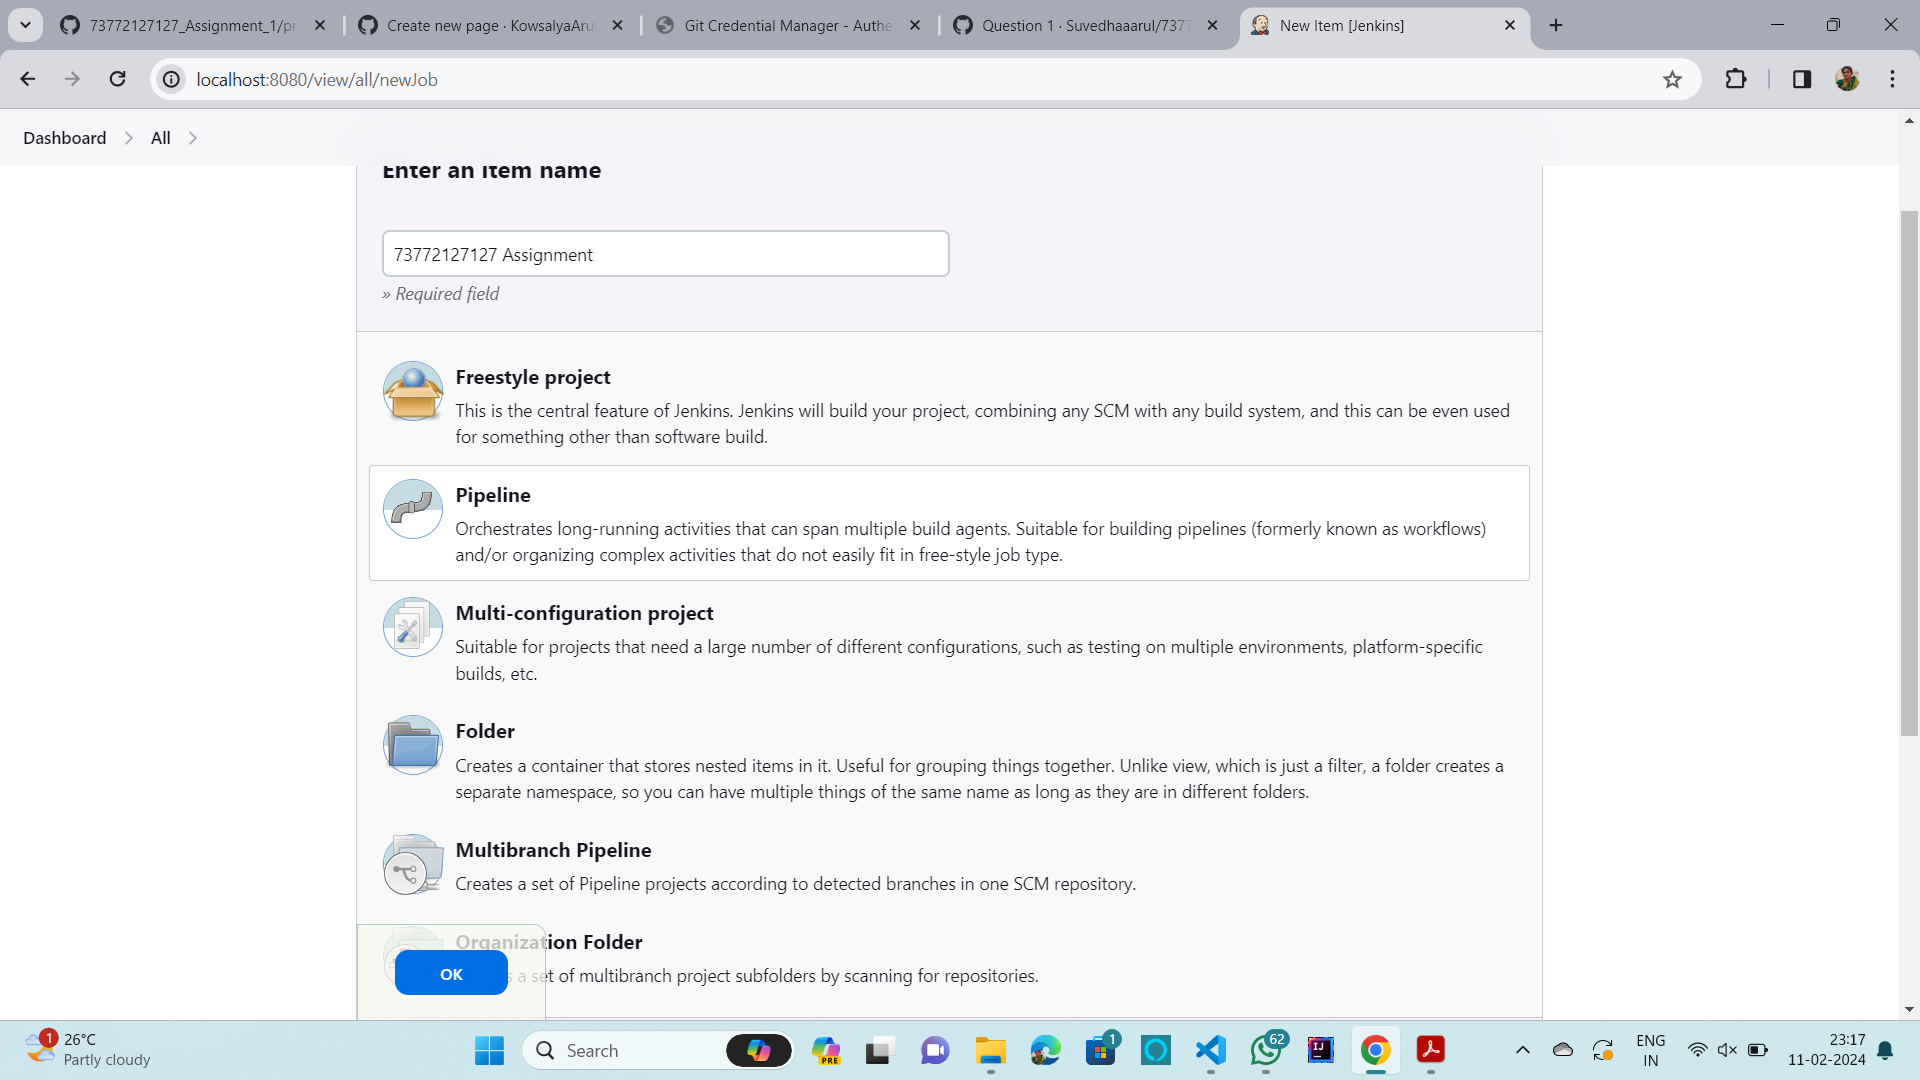 73772127127_Assignment_1/pr
Create new page · KowsalyaAru
Git Credential Manager - Authe
Question 1 · Suvedhaaarul/7377
New Item [Jenkins]
localhost:8080/view/all/newJob
Dashboard
All
Enter an item name
73772127127 Assignment
» Required field
Freestyle project
This is the central feature of Jenkins. Jenkins will build your project, combining any SCM with any build system, and this can be even used
for something other than software build.
Pipeline
Orchestrates long-running activities that can span multiple build agents. Suitable for building pipelines (formerly known as workflows)
and/or organizing complex activities that do not easily fit in free-style job type.
Multi-configuration project
Suitable for projects that need a large number of different configurations, such as testing on multiple environments, platform-specific
builds, etc.
Folder
Creates a container that stores nested items in it. Useful for grouping things together. Unlike view, which is just a filter, a folder creates a
separate namespace, so you can have multiple things of the same name as long as they are in different folders.
Multibranch Pipeline
Creates a set of Pipeline projects according to detected branches in one SCM repository.
Organization Folder
a set of multibranch project subfolders by scanning for repositories.
OK
1
26°C
Partly cloudy
Search
PRE
1
62
IJ
ENG
IN
23:17
11-02-2024